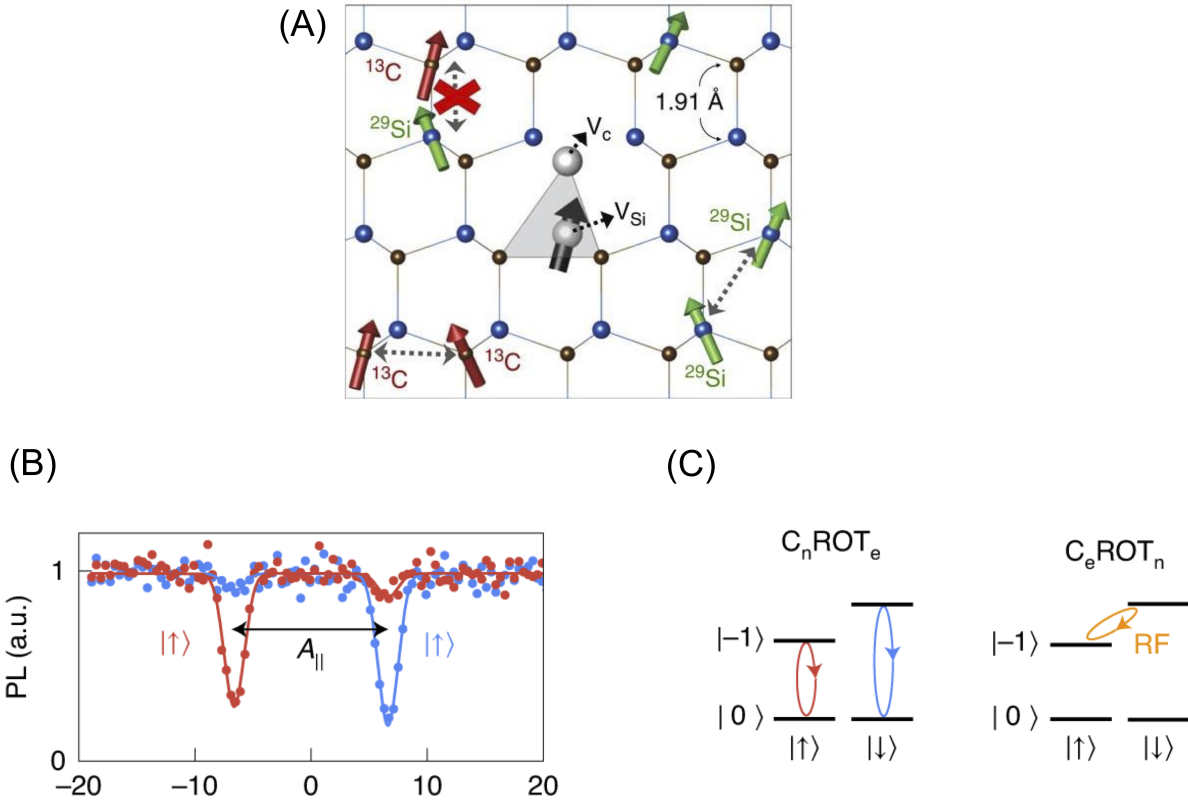 (A)
13C
29Si
1.91 Å
Vc
VSi
29Si
29Si
13C
13C
(B)
PL (a.u.)
1
0
|↑⟩
A||
|↑⟩
−20
−10
0
10
20
(C)
CnROTe
CeROTn
|−1⟩
|0⟩
|↑⟩
|↓⟩
|−1⟩
RF
|0⟩
|↑⟩
|↓⟩